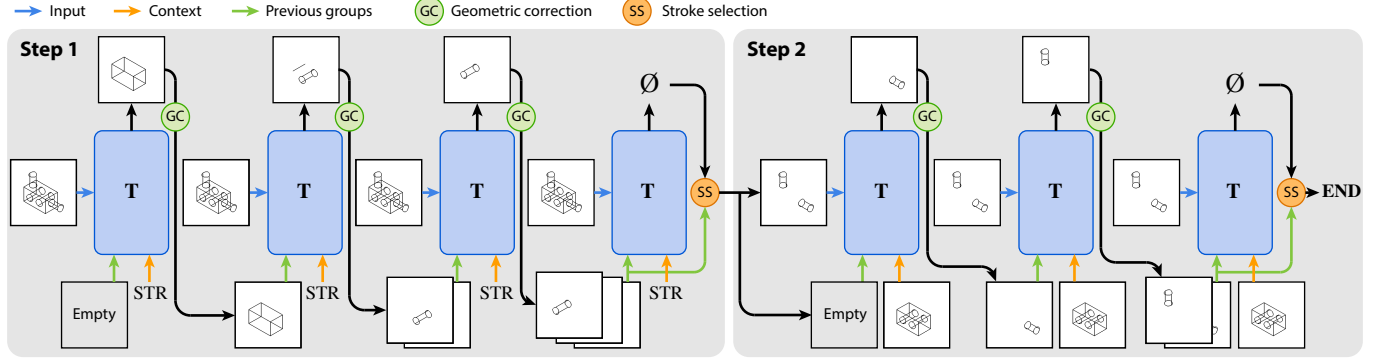 Input Context Previous groups GC Geometric correction SS Stroke selection
Step 1
Step 2
Ø
Ø
GC GC GC GC GC
T T T T SS T T T SS END
STR STR STR STR
Empty
Empty